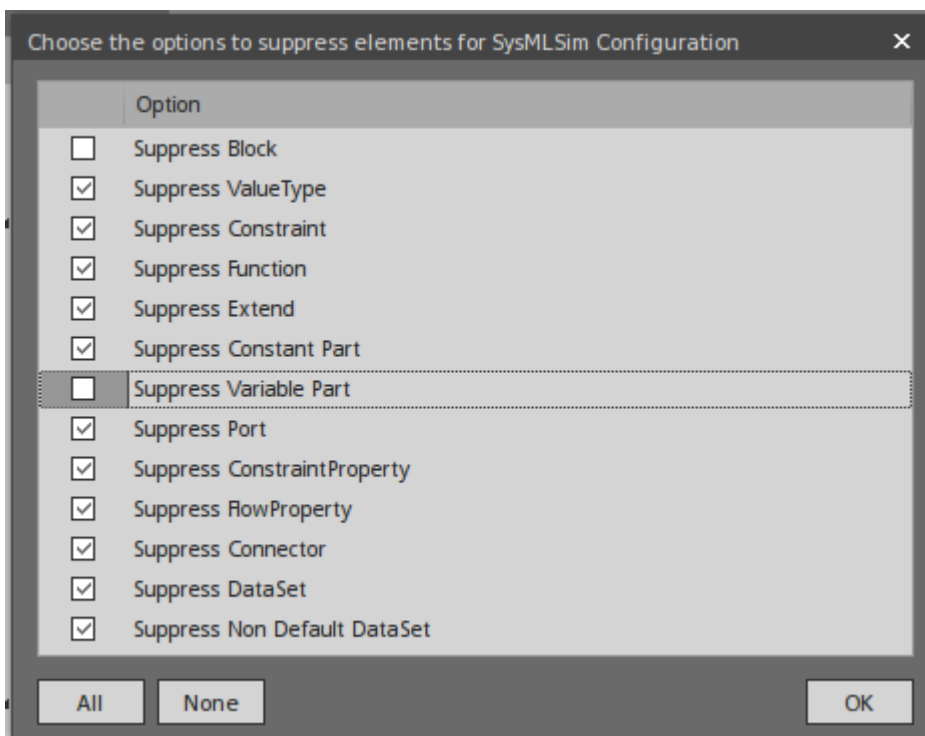 Choose the options to suppress elements for SysMLSim Configuration
Option
Suppress Block
Suppress ValueType
Suppress Constraint
Suppress Function
Suppress Extend
Suppress Constant Part
Suppress Variable Part
Suppress Port
Suppress ConstraintProperty
Suppress FlowProperty
Suppress Connector
Suppress DataSet
Suppress Non Default DataSet
All None OK